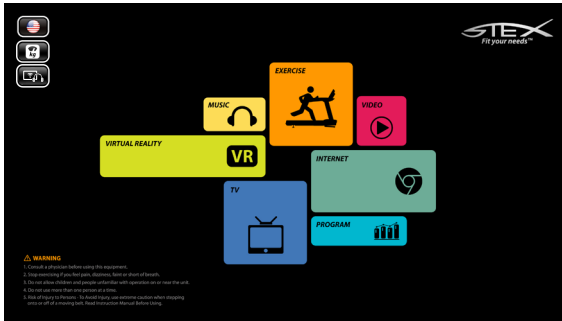 STEX
Fit your needs™
kg
EXERCISE
MUSIC
VIDEO
VIRTUAL REALITY
VR
INTERNET
TV
PROGRAM
WARNING
1. Consult a physician before using this equipment.
2. Stop exercising if you feel pain, dizziness, faint or short of breath.
3. Do not allow children and people unfamiliar with operation on or near the unit.
4. Do not use more than one person at a time.
5. Risk of Injury to Persons - To Avoid Injury, use extreme caution when stepping
onto or off of a moving belt. Read Instruction Manual Before Using.